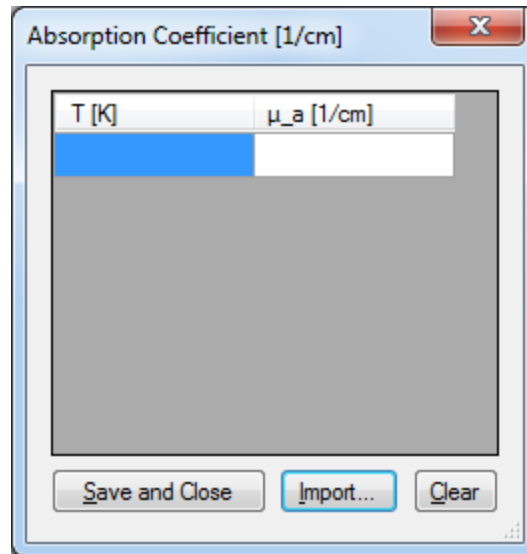 Absorption Coefficient [1/cm]
T [K] μ_a [1/cm]
Save and Close Import... Clear